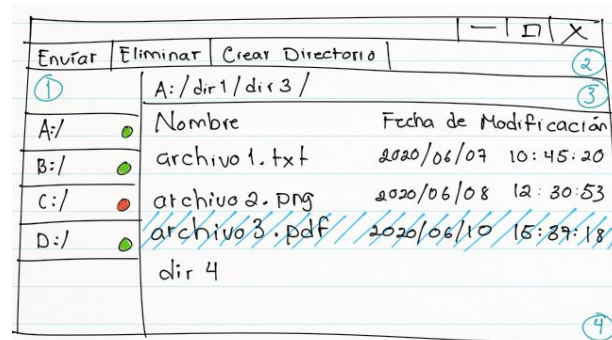 Enviar Eliminar Crear Directorio 2
1 A:/dir1/dir3/ 3
Nombre Fecha de Modificación
A:/
archivo1.txt 2020/06/07 10:45:20
B:/
archivo2.png 2020/06/08 12:30:53
C:/
archivo3.pdf 2020/06/10 15:39:18
D:/
dir 4
4